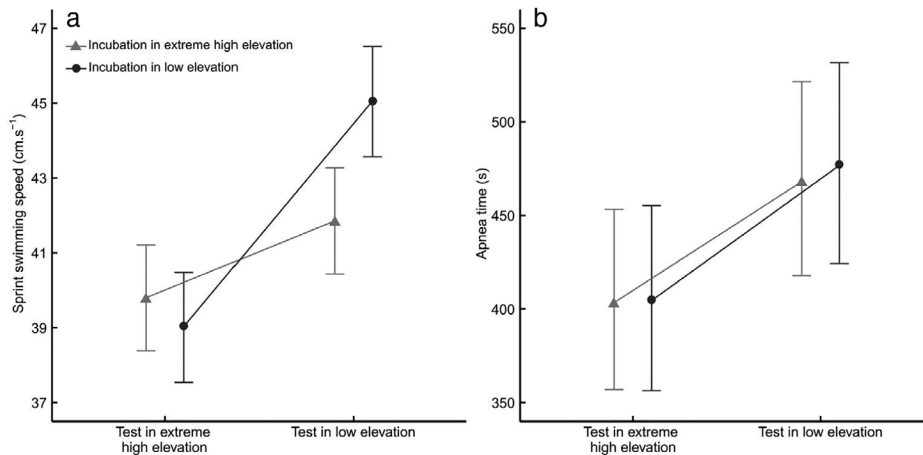 a
Sprint swimming speed (cm.s⁻¹)
47
45
43
41
39
37
Incubation in extreme high elevation
Incubation in low elevation
Test in extreme
high elevation
Test in low elevation
b
Apnea time (s)
550
500
450
400
350
Test in extreme
high elevation
Test in low elevation